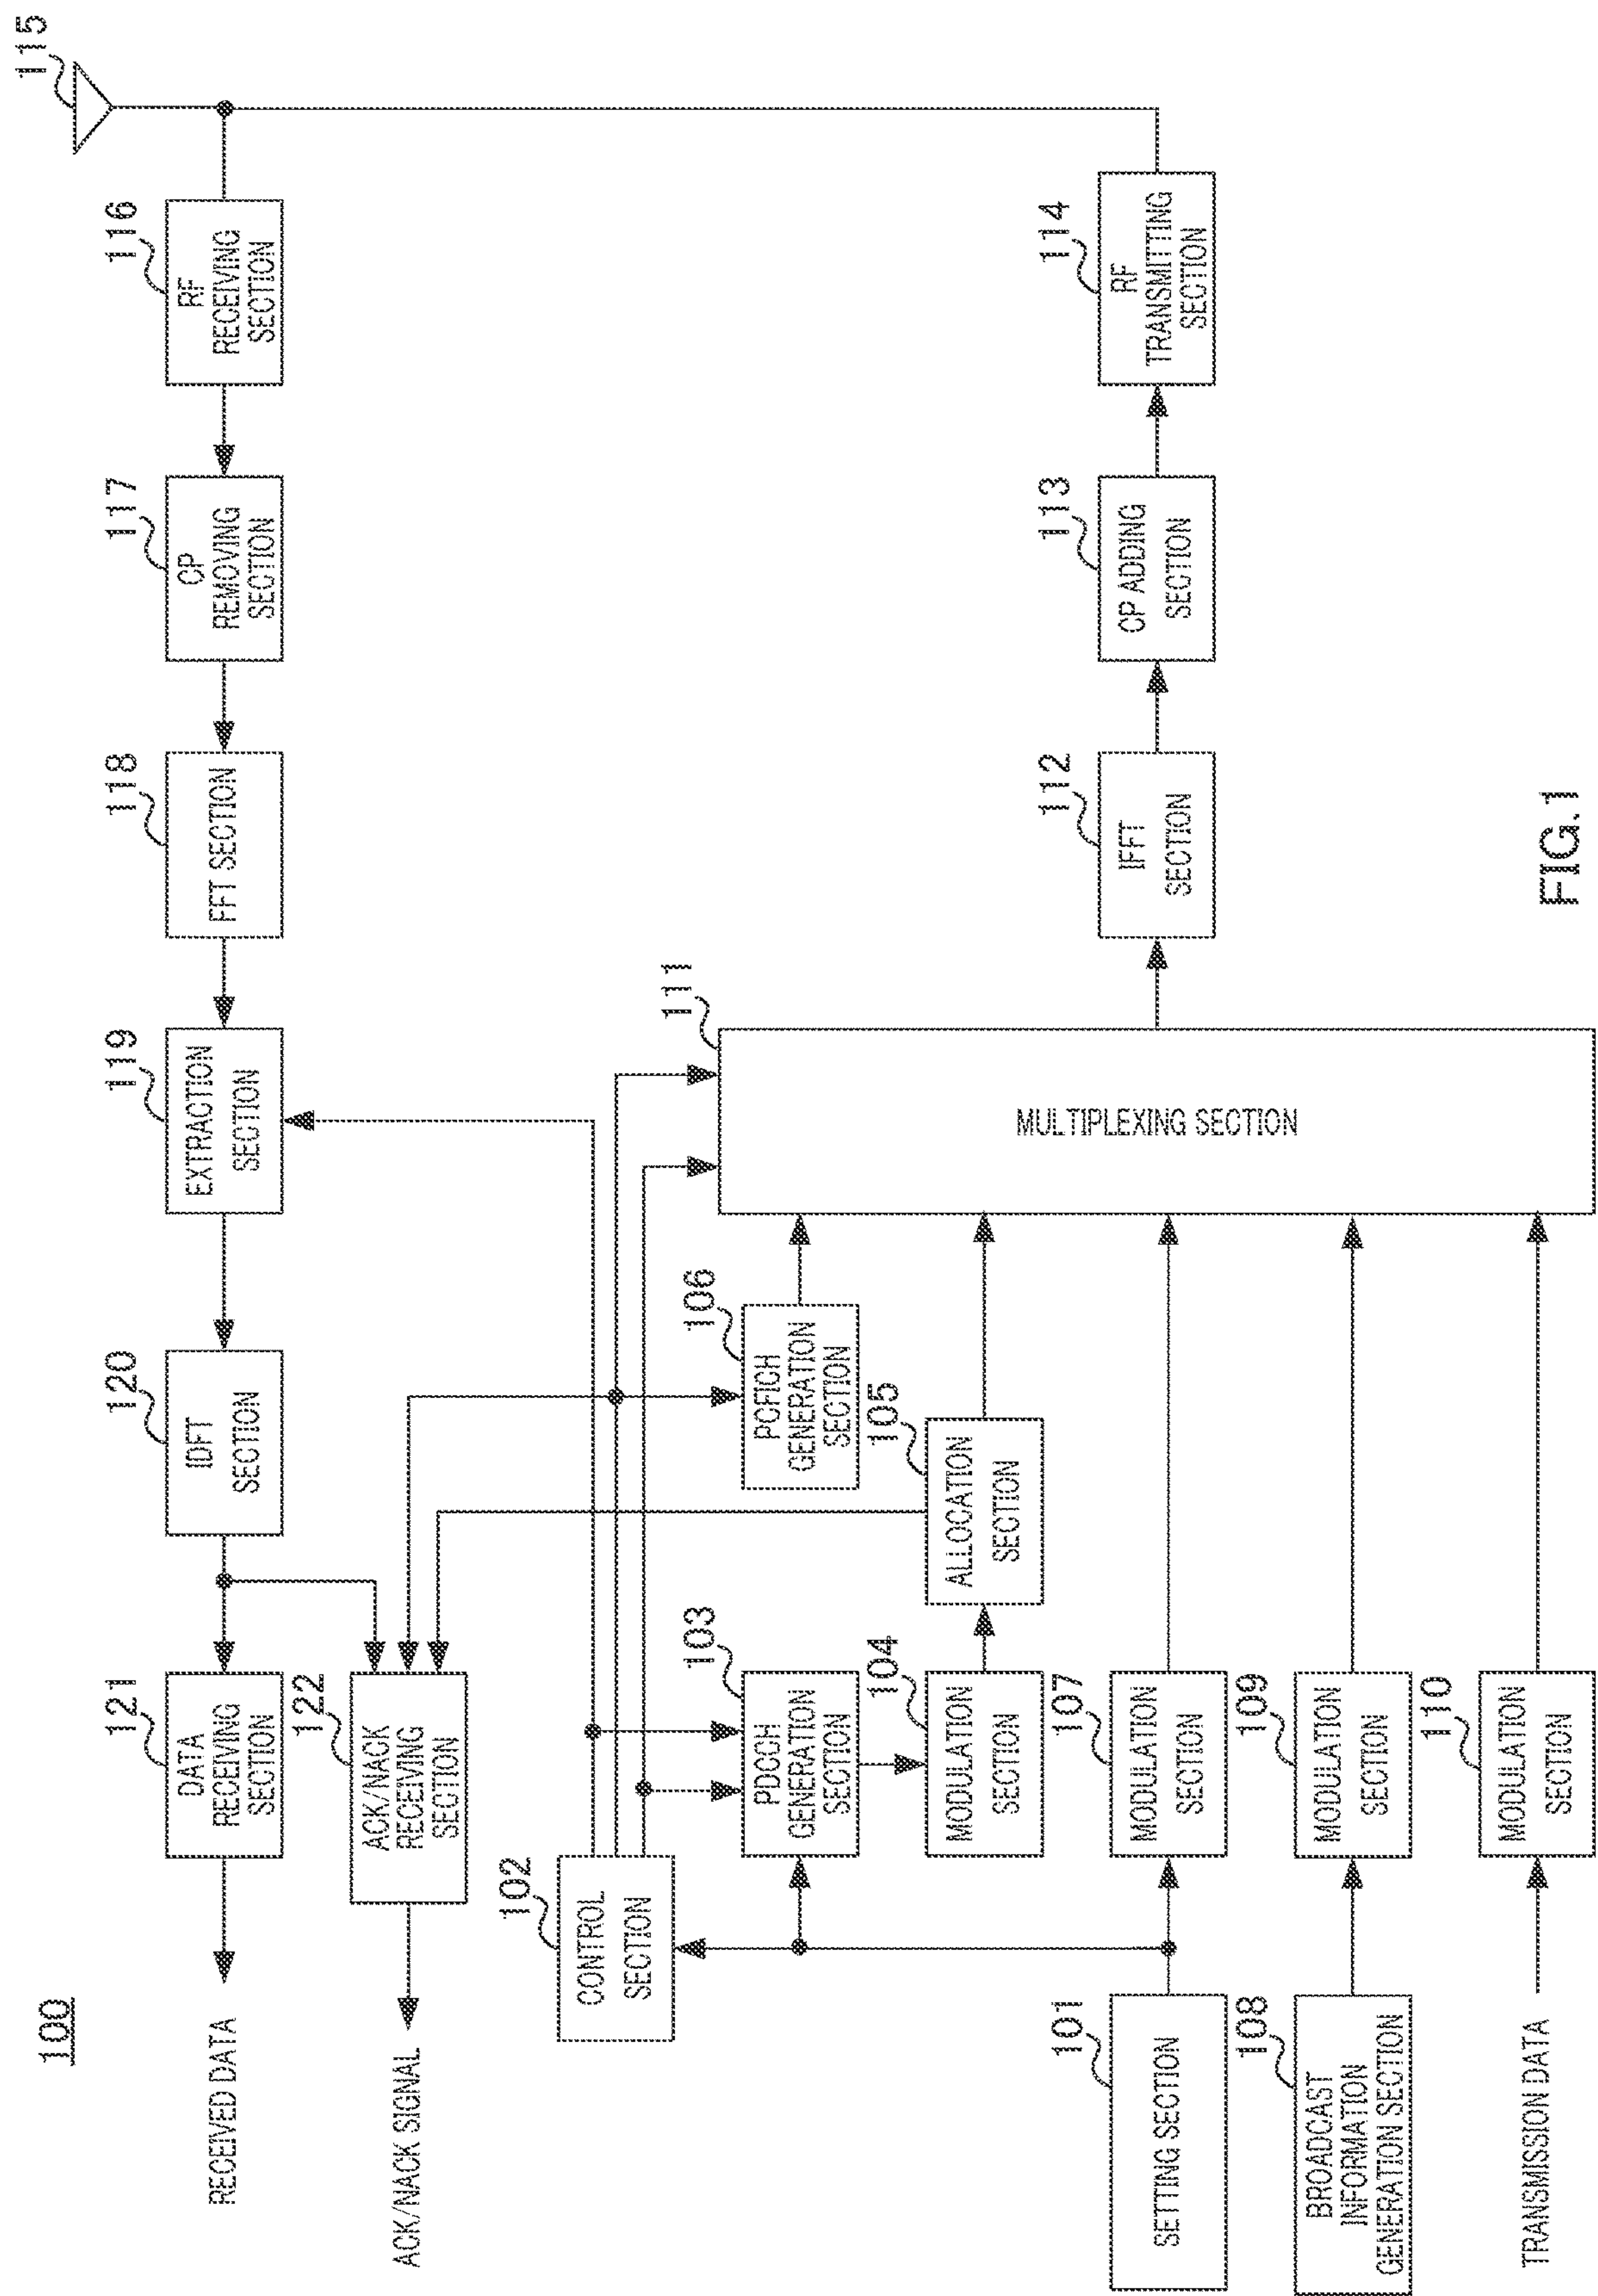 100
115
RECEIVED DATA
121
DATA
RECEIVING
SECTION
120
IDFT
SECTION
119
EXTRACTION
SECTION
118
FFT SECTION
117
CP
REMOVING
SECTION
116
RF
RECEIVING
SECTION
ACK/NACK SIGNAL
122
ACK/NACK
RECEIVING
SECTION
102
CONTROL
SECTION
103
PDCCH
GENERATION
SECTION
106
PCFICH
GENERATION
SECTION
111
MULTIPLEXING SECTION
104
MODULATION
SECTION
105
ALLOCATION
SECTION
101
SETTING SECTION
107
MODULATION
SECTION
112
IFFT
SECTION
113
CP ADDING
SECTION
114
RF
TRANSMITTING
SECTION
108
BROADCAST
INFORMATION
GENERATION SECTION
109
MODULATION
SECTION
TRANSMISSION DATA
110
MODULATION
SECTION
FIG.1